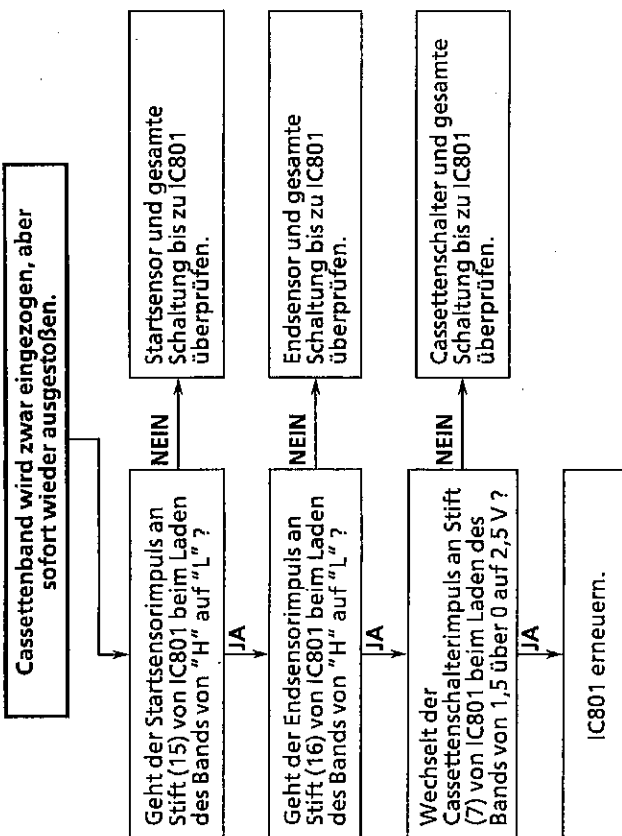 Cassettenband wird zwar eingezogen, aber
sofort wieder ausgestoßen.
Geht der Startsensorimpuls an
Stift (15) von IC801 beim Laden
des Bands von "H" auf "L" ?
NEIN
Startsensor und gesamte
Schaltung bis zu IC801
überprüfen.
JA
Geht der Endsensorimpuls an
Stift (16) von IC801 beim Laden
des Bands von "H" auf "L" ?
NEIN
Endsensor und gesamte
Schaltung bis zu IC801
überprüfen.
JA
Wechselt der
Cassettenschalterimpuls an Stift
(7) von IC801 beim Laden des
Bands von 1,5 über 0 auf 2,5 V ?
NEIN
Cassettenschalter und gesamte
Schaltung bis zu IC801
überprüfen.
JA
IC801 erneuern.